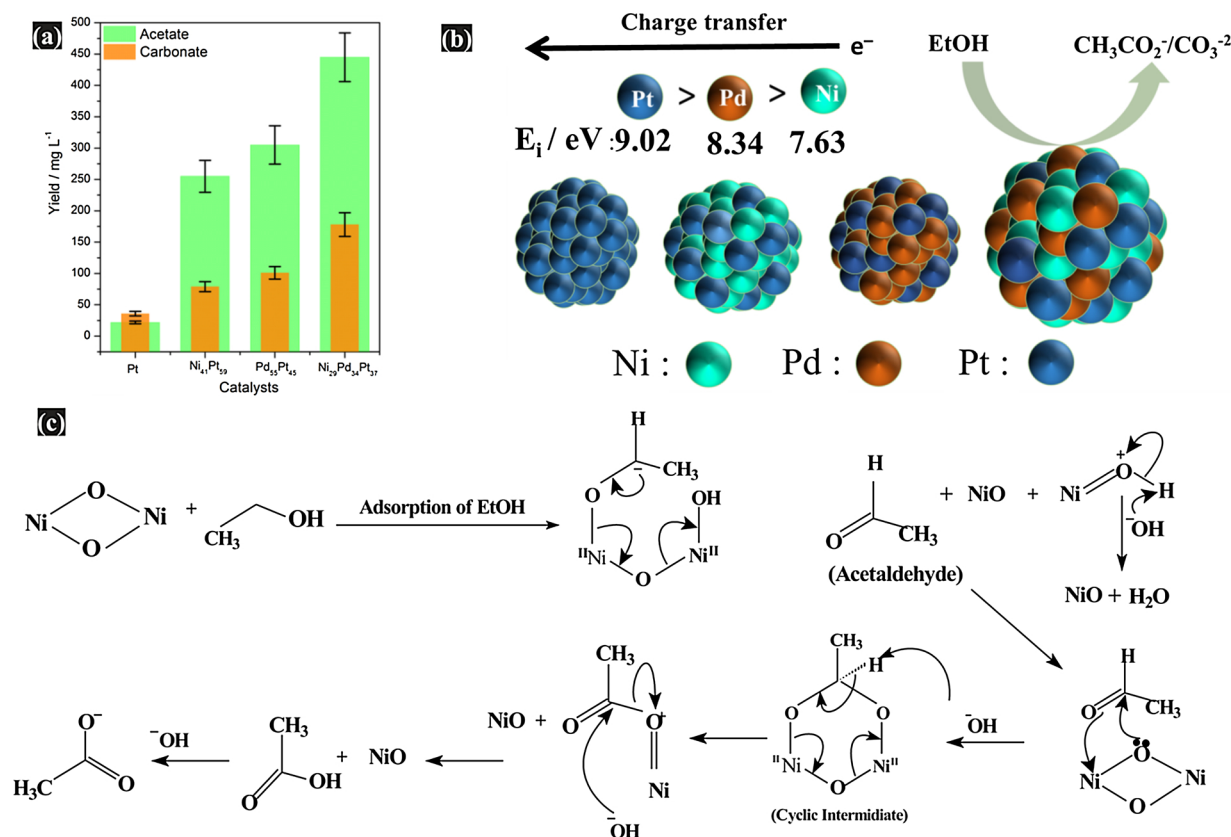 (a)
Acetate
Carbonate
500
450
400
350
300
250
200
150
100
50
0
Yield / mg L⁻¹
Pt
Ni₄₁Pt₅₉
Pd₅₅Pt₄₅
Ni₂₉Pd₃₄Pt₃₇
Catalysts
(b)
Charge transfer
e⁻
EtOH
CH₃CO₂⁻/CO₃⁻²
Pt > Pd > Ni
Eᵢ / eV :9.02 8.34 7.63
Ni : Pd : Pt :
(c)
H
CH₃
O
OH
ᴵᴵNi
O
Niᴵᴵ
Ni
O
Ni
O
+
CH₃
OH
Adsorption of EtOH
H
O
CH₃
(Acetaldehyde)
+ NiO +
Ni
O
+
H
⁻OH
NiO + H₂O
H
O
CH₃
Ni
O
Ni
O
⁻OH
CH₃
H
O
O
ᴵᴵNi
O
Niᴵᴵ
(Cyclic Intermidiate)
NiO +
CH₃
O
O
+
Ni
⁻OH
CH₃
O
OH
+ NiO
⁻OH
O⁻
H₃C
O